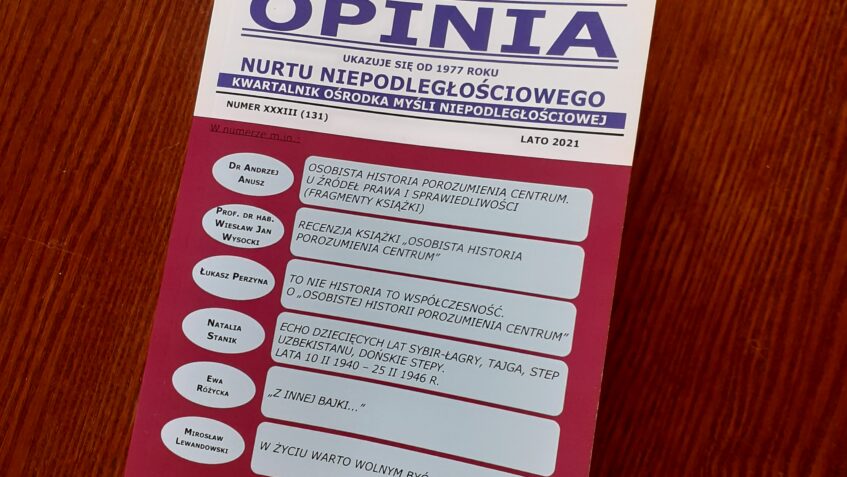 OPINIA
UKAZUJE SIĘ OD 1977 ROKU
NURTU NIEPODLEGŁOŚCIOWEGO
KWARTALNIK OŚRODKA MYŚLI NIEPODLEGŁOŚCIOWEJ
NUMER XXXIII (131) LATO 2021
W numerze m.in.:
DR ANDRZEJ
ANUSZ
OSOBISTA HISTORIA POROZUMIENIA CENTRUM.
U ŹRÓDEŁ PRAWA I SPRAWIEDLIWOŚCI
(FRAGMENTY KSIĄŻKI)
PROF. DR HAB.
WIESŁAW JAN
WYSOCKI
RECENZJA KSIĄŻKI „OSOBISTA HISTORIA
POROZUMIENIA CENTRUM”
ŁUKASZ PERZYNA
TO NIE HISTORIA TO WSPÓŁCZESNOŚĆ.
O „OSOBISTEJ HISTORII POROZUMIENIA CENTRUM”
NATALIA
STANIK
ECHO DZIECIĘCYCH LAT SYBIR-ŁAGRY, TAJGA, STEP
UZBEKISTANU, DOŃSKIE STEPY.
LATA 10 II 1940 – 25 II 1946 R.
EWA
RÓŻYCKA
„Z INNEJ BAJKI...”
MIROSŁAW
LEWANDOWSKI
W ŻYCIU WARTO WOLNYM BYĆ